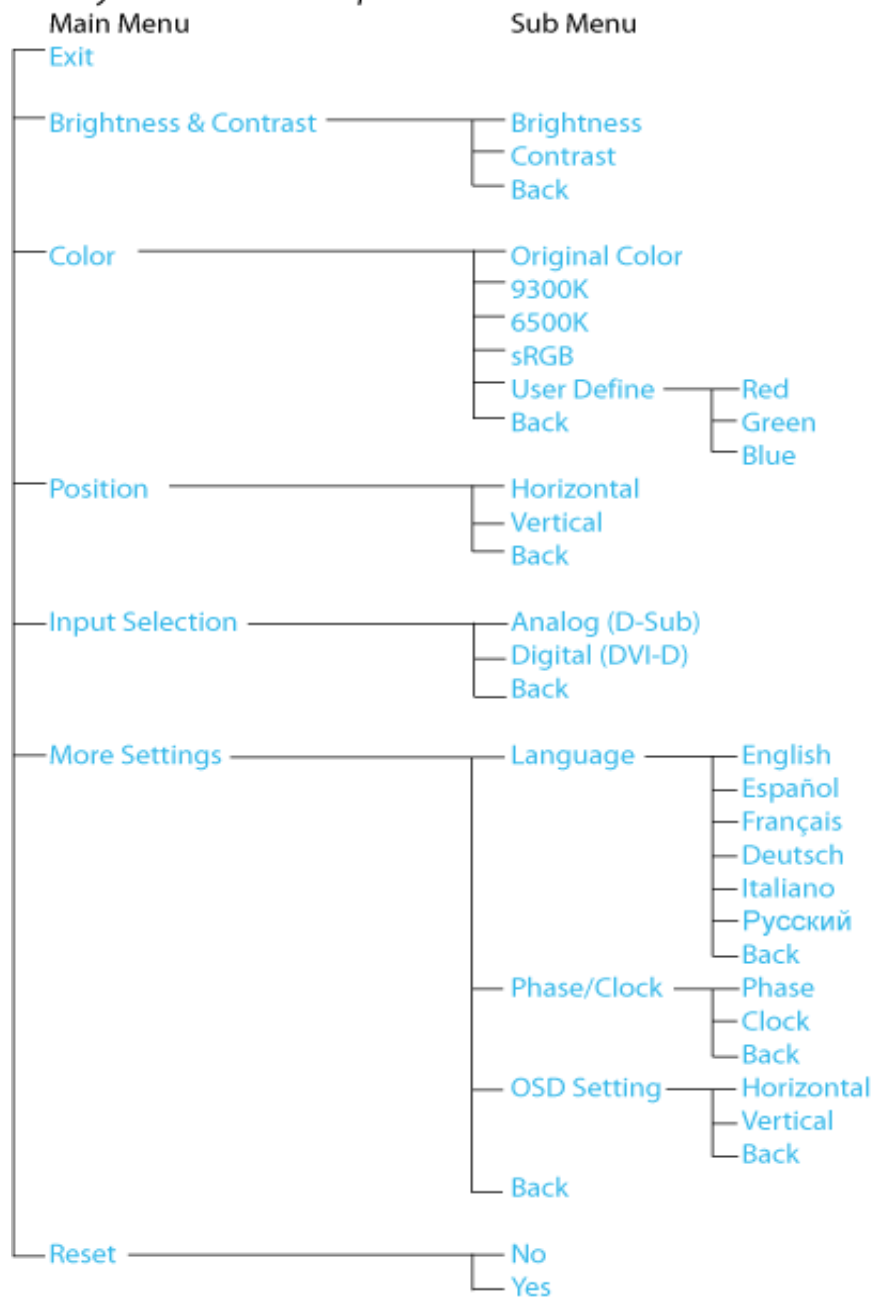 Main Menu Sub Menu
Exit
Brightness & Contrast Brightness
Contrast
Back
Color Original Color
9300K
6500K
sRGB
User Define Red
Back Green
Blue
Position Horizontal
Vertical
Back
Input Selection Analog (D-Sub)
Digital (DVI-D)
Back
More Settings Language English
Español
Français
Deutsch
Italiano
Русский
Back
Phase/Clock Phase
Clock
Back
OSD Setting Horizontal
Vertical
Back
Back
Reset No
Yes